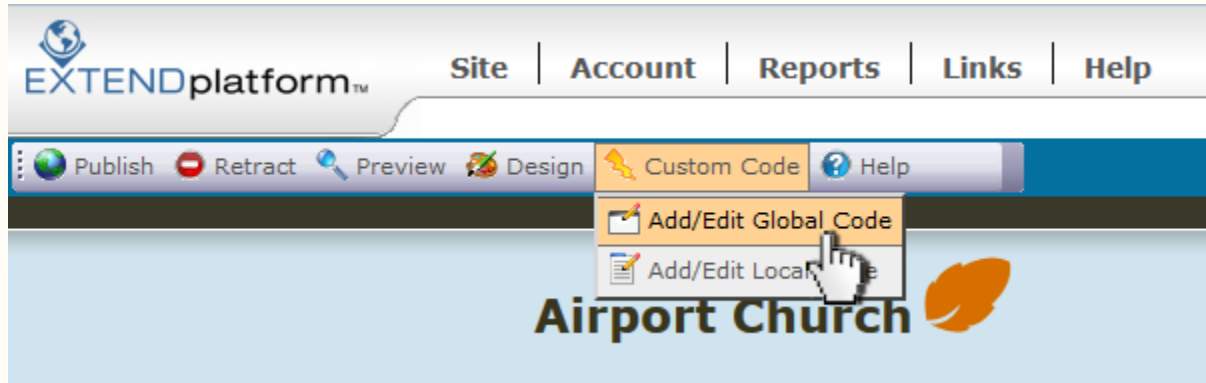 EXTENDplatform™
Site Account Reports Links Help
Publish Retract Preview Design Custom Code Help
Add/Edit Global Code
Add/Edit
Airport Church